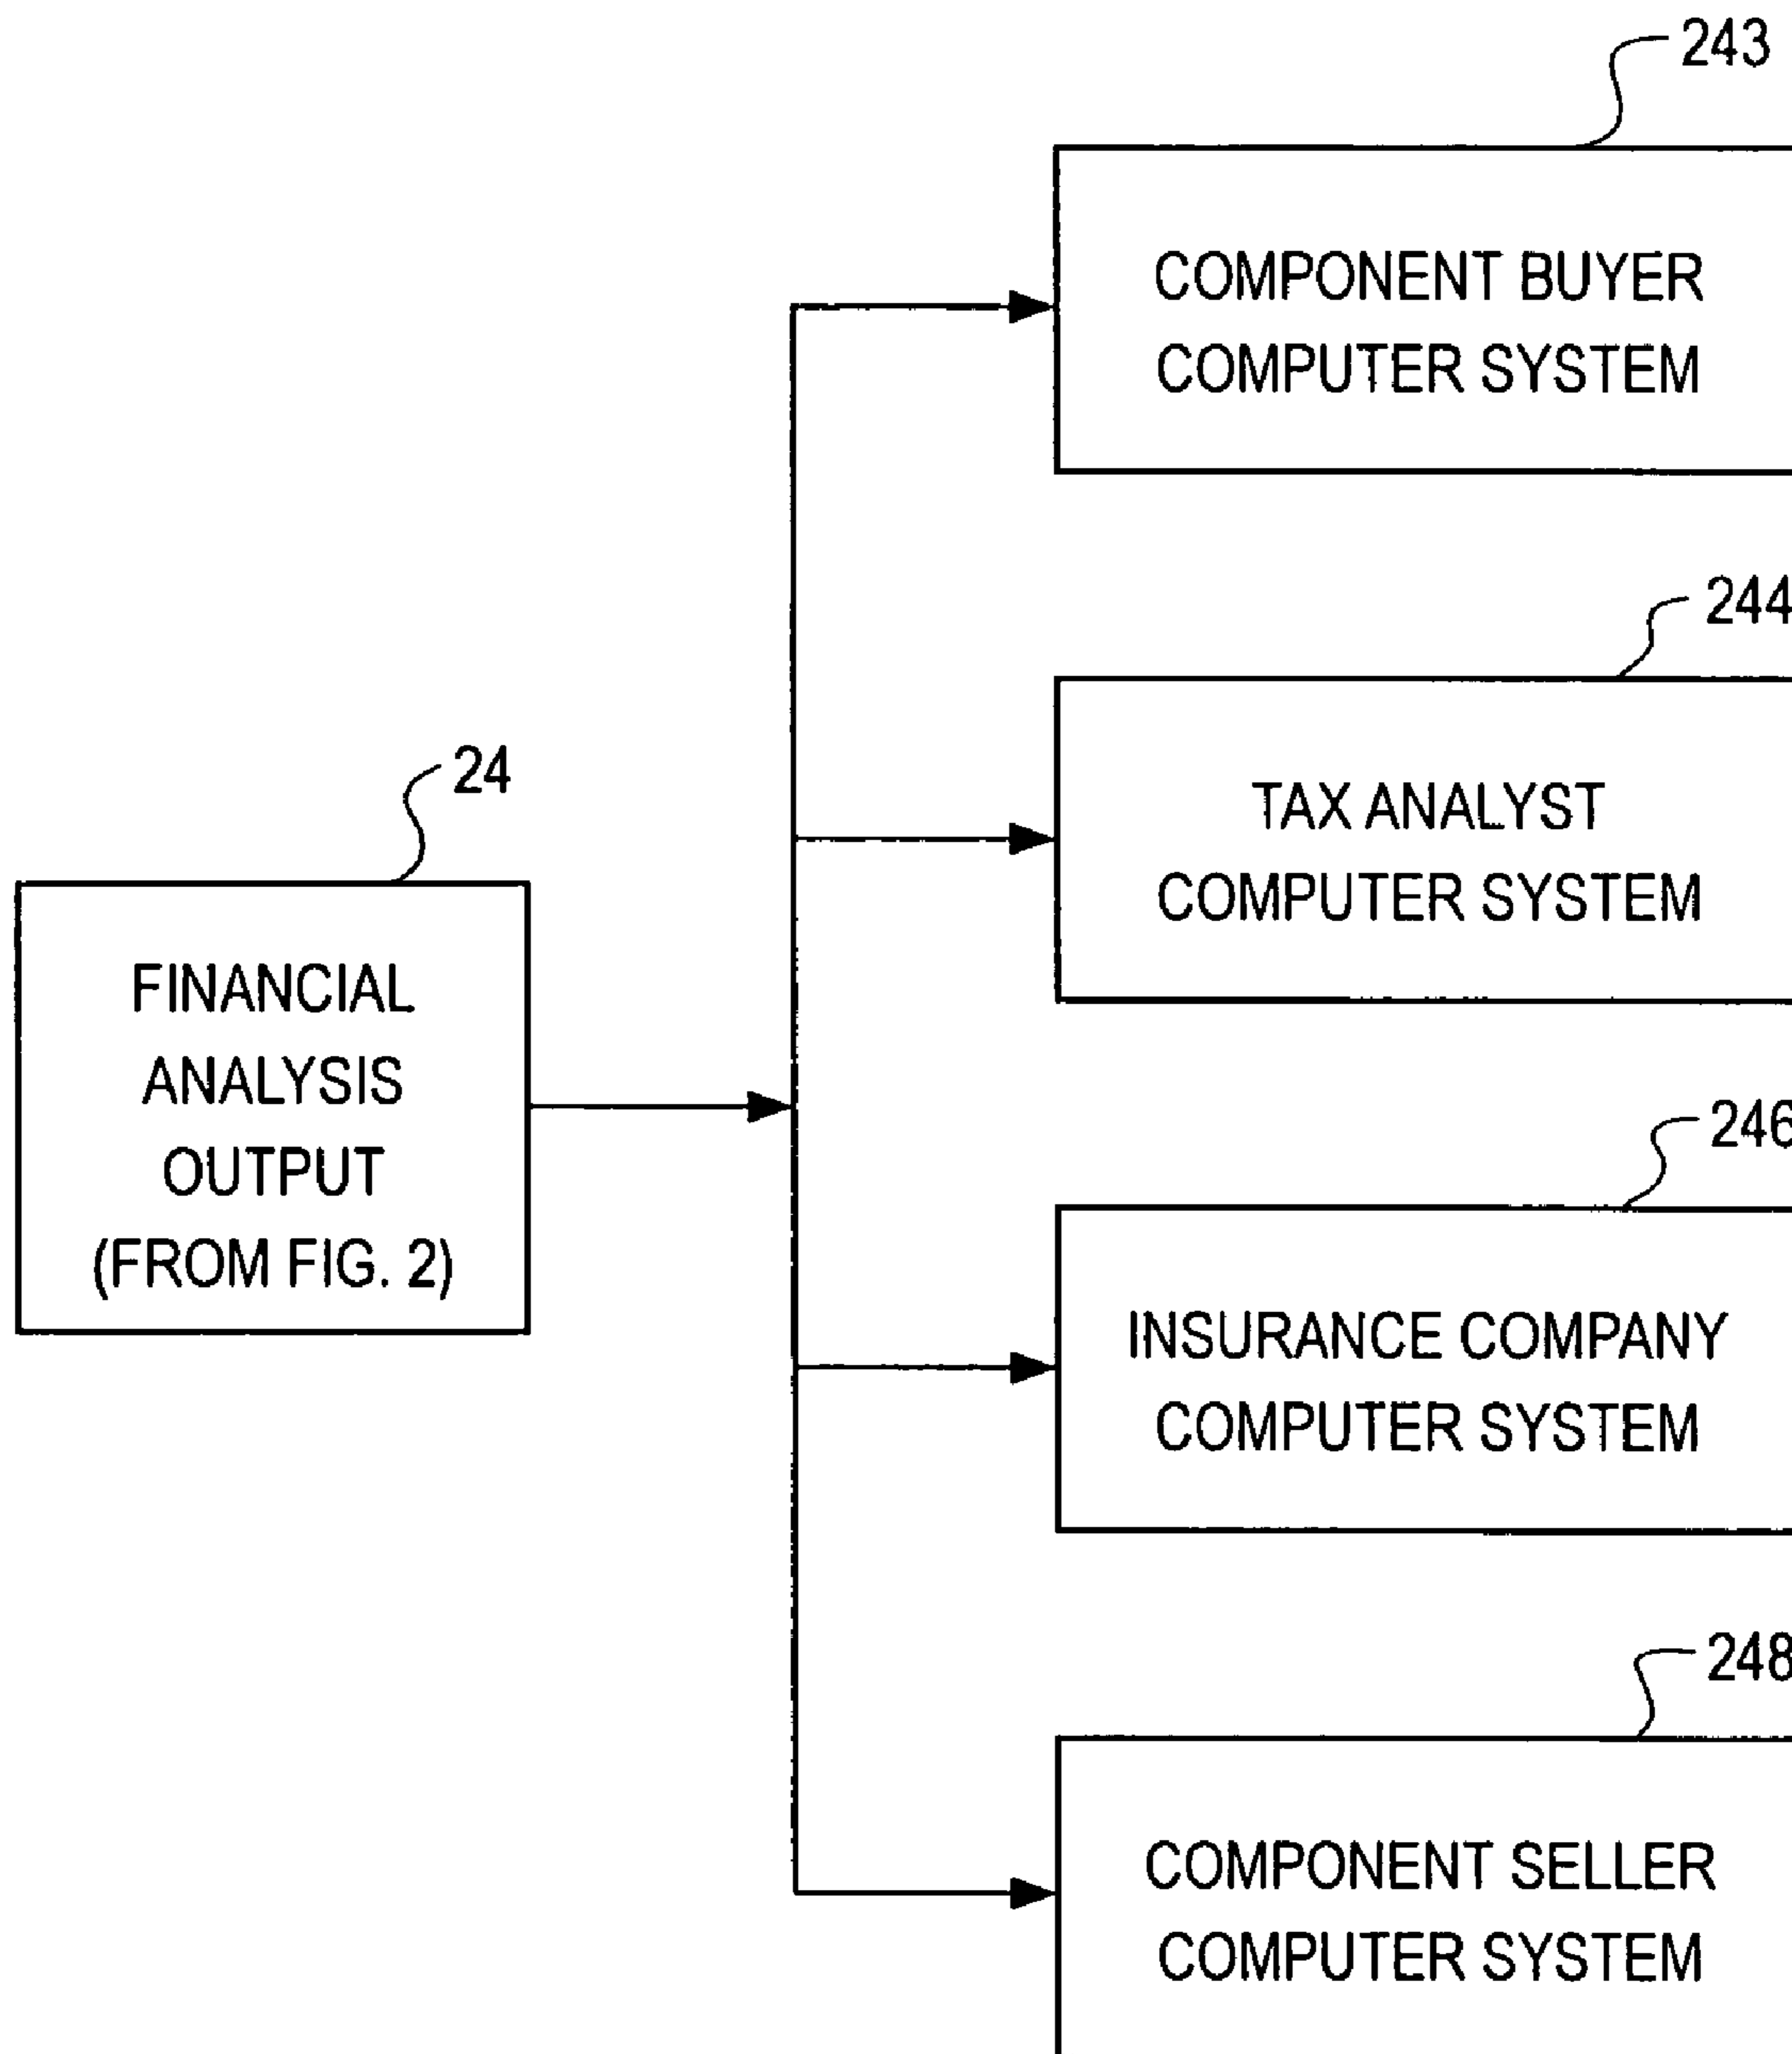 243
COMPONENT BUYER
COMPUTER SYSTEM
244
TAX ANALYST
COMPUTER SYSTEM
24
FINANCIAL
ANALYSIS
OUTPUT
(FROM FIG. 2)
246
INSURANCE COMPANY
COMPUTER SYSTEM
248
COMPONENT SELLER
COMPUTER SYSTEM